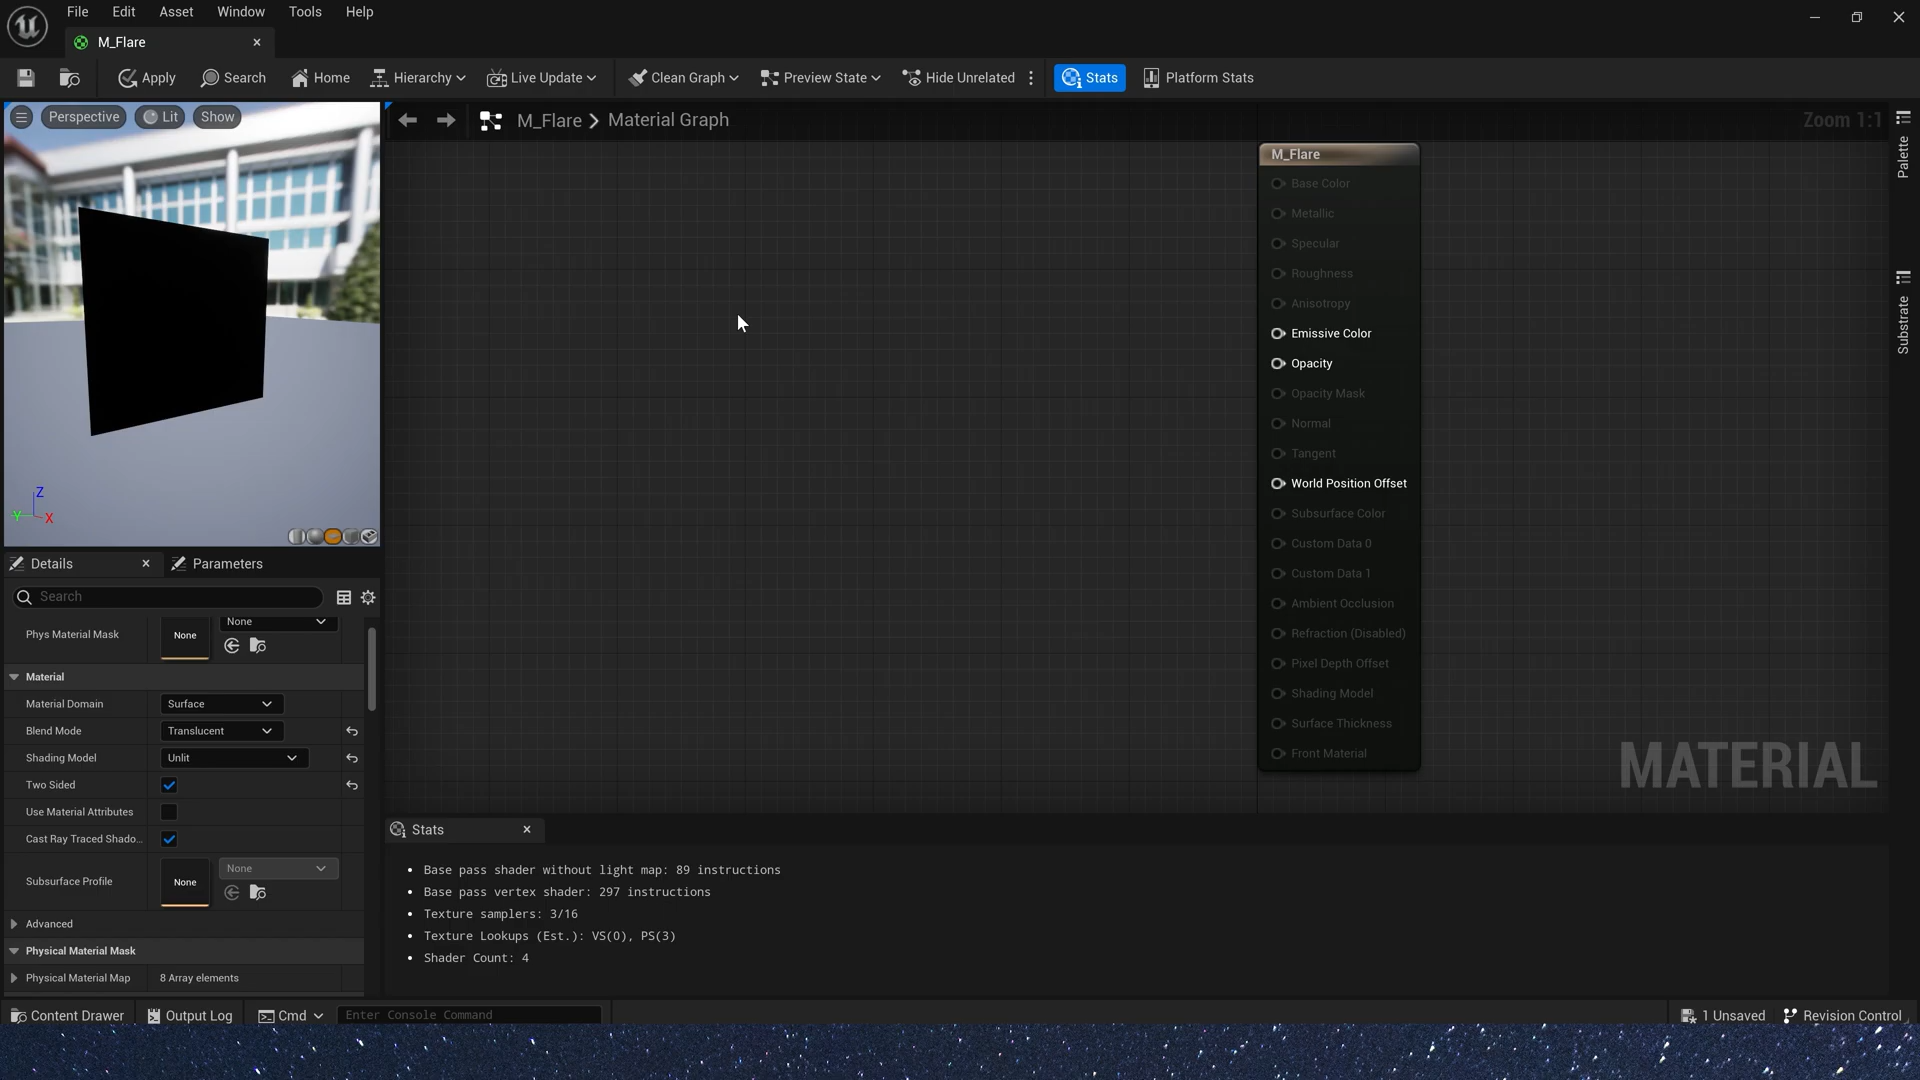 File Edit Asset Window Tools Help
M_Flare
Apply Search Home Hierarchy Live Update Clean Graph Preview State Hide Unrelated Stats Platform Stats
Perspective Lit Show
M_Flare > Material Graph
Zoom 1:1
Palette
Substrate
M_Flare
Base Color
Metallic
Specular
Roughness
Anisotropy
Emissive Color
Opacity
Opacity Mask
Normal
Tangent
World Position Offset
Subsurface Color
Custom Data 0
Custom Data 1
Ambient Occlusion
Refraction (Disabled)
Pixel Depth Offset
Shading Model
Surface Thickness
Front Material
MATERIAL
Z
Y
X
Details Parameters
Search
Phys Material Mask None None
Material
Material Domain Surface
Blend Mode Translucent
Shading Model Unlit
Two Sided
Use Material Attributes
Cast Ray Traced Shado...
Subsurface Profile None None
Advanced
Physical Material Mask
Physical Material Map 8 Array elements
Stats
• Base pass shader without light map: 89 instructions
• Base pass vertex shader: 297 instructions
• Texture samplers: 3/16
• Texture Lookups (Est.): VS(0), PS(3)
• Shader Count: 4
Content Drawer Output Log Cmd Enter Console Command 1 Unsaved Revision Control